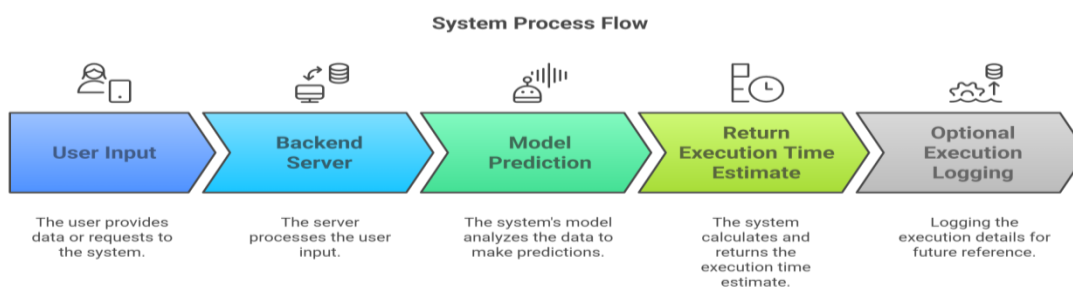 System Process Flow
User Input
Backend
Server
Model
Prediction
Return
Execution Time
Estimate
Optional
Execution
Logging
The user provides
data or requests to
the system.
The server
processes the user
input.
The system's model
analyzes the data to
make predictions.
The system
calculates and
returns the
execution time
estimate.
Logging the
execution details for
future reference.